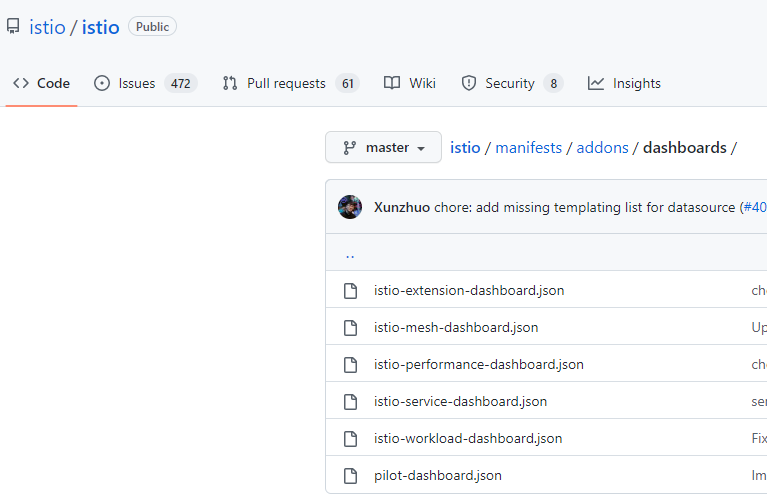 istio / istio Public
Code Issues 472 Pull requests 61 Wiki Security 8 Insights
master istio / manifests / addons / dashboards /
Xunzhuo chore: add missing templating list for datasource (#40
..
istio-extension-dashboard.json ch
istio-mesh-dashboard.json Up
istio-performance-dashboard.json ch
istio-service-dashboard.json se
istio-workload-dashboard.json Fix
pilot-dashboard.json Im